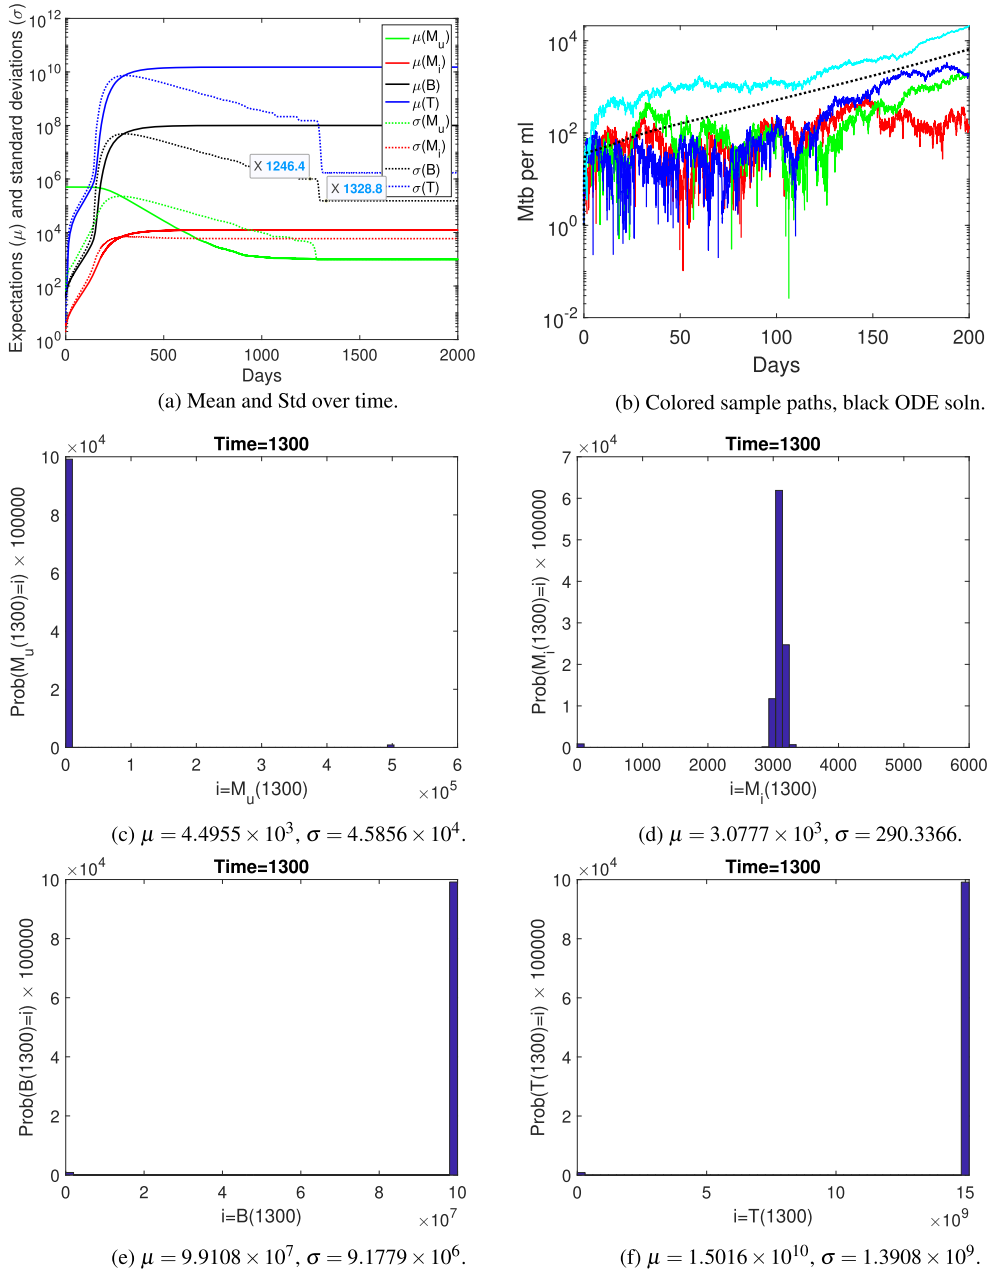 Expectations (μ) and standard deviations (σ)
10^12
10^10
10^8
10^6
10^4
10^2
10^0
μ(M_u)
μ(M_i)
μ(B)
μ(T)
σ(M_u)
σ(M_i)
σ(B)
σ(T)
X 1246.4
X 1328.8
0 500 1000 1500 2000
Days
(a) Mean and Std over time.
Mtb per ml
10^4
10^2
10^0
10^-2
0 50 100 150 200
Days
(b) Colored sample paths, black ODE soln.
Time=1300
×10^4
Prob(M_u(1300)=i) × 100000
10
8
6
4
2
0
0 1 2 3 4 5 6
×10^5
i=M_u(1300)
(c) μ = 4.4955 × 10^3, σ = 4.5856 × 10^4.
Time=1300
×10^4
Prob(M_i(1300)=i) × 100000
7
6
5
4
3
2
1
0
0 1000 2000 3000 4000 5000 6000
i=M_i(1300)
(d) μ = 3.0777 × 10^3, σ = 290.3366.
Time=1300
×10^4
Prob(B(1300)=i) × 100000
10
8
6
4
2
0
0 2 4 6 8 10
×10^7
i=B(1300)
(e) μ = 9.9108 × 10^7, σ = 9.1779 × 10^6.
Time=1300
×10^4
Prob(T(1300)=i) × 100000
10
8
6
4
2
0
0 5 10 15
×10^9
i=T(1300)
(f) μ = 1.5016 × 10^10, σ = 1.3908 × 10^9.